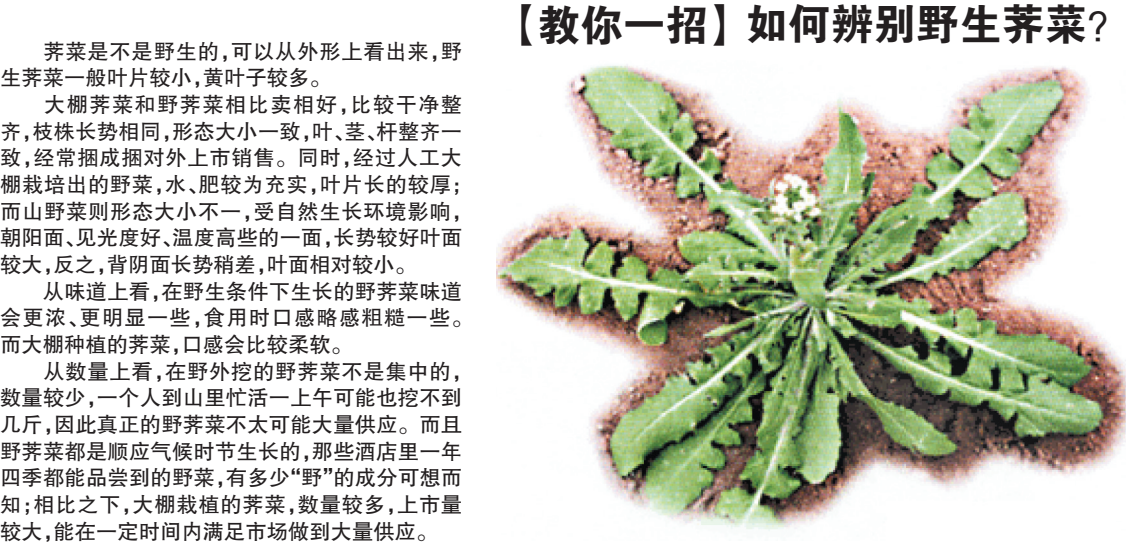 【教你一招】如何辨别野生荠菜?
荠菜是不是野生的,可以从外形上看出来,野
生荠菜一般叶片较小,黄叶子较多。
大棚荠菜和野荠菜相比卖相好,比较干净整
齐,枝株长势相同,形态大小一致,叶、茎、杆整齐一
致,经常捆成捆对外上市销售。同时,经过人工大
棚栽培出的野菜,水、肥较为充实,叶片长的较厚;
而山野菜则形态大小不一,受自然生长环境影响,
朝阳面、见光度好、温度高些的一面,长势较好叶面
较大,反之,背阴面长势稍差,叶面相对较小。
从味道上看,在野生条件下生长的野荠菜味道
会更浓、更明显一些,食用时口感略感粗糙一些。
而大棚种植的荠菜,口感会比较柔软。
从数量上看,在野外挖的野荠菜不是集中的,
数量较少,一个人到山里忙活一上午可能也挖不到
几斤,因此真正的野荠菜不太可能大量供应。而且
野荠菜都是顺应气候时节生长的,那些酒店里一年
四季都能品尝到的野菜,有多少“野”的成分可想而
知;相比之下,大棚栽植的荠菜,数量较多,上市量
较大,能在一定时间内满足市场做到大量供应。